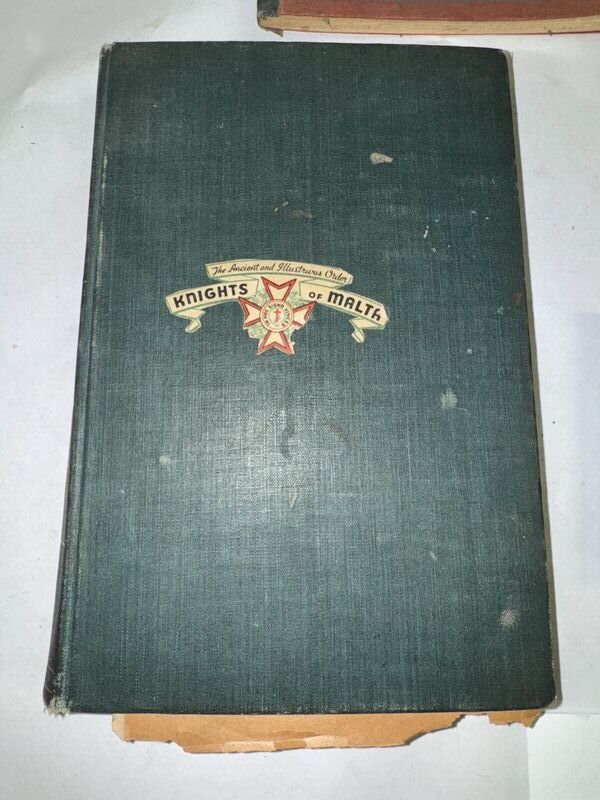 The Ancient and Illustrious Order
KNIGHTS OF MALTA